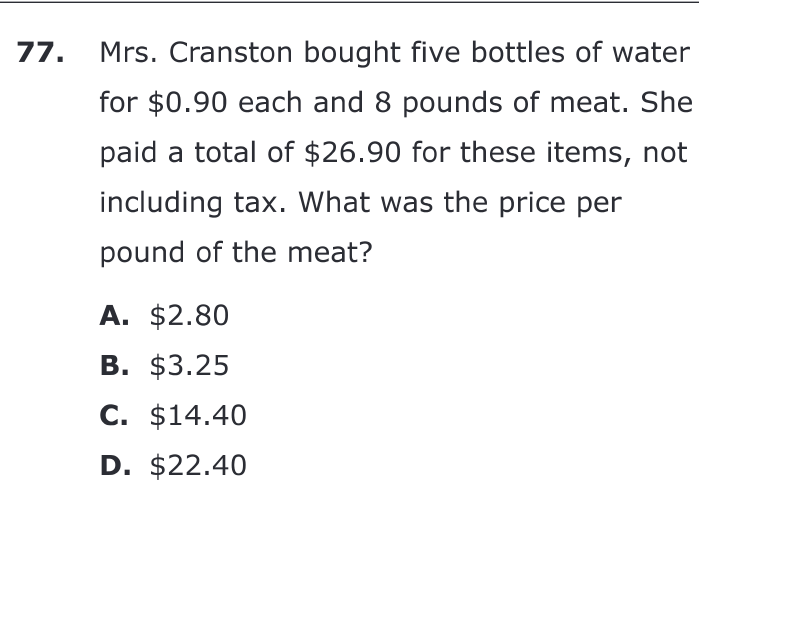 77. Mrs. Cranston bought five bottles of water
for $0.90 each and 8 pounds of meat. She
paid a total of $26.90 for these items, not
including tax. What was the price per
pound of the meat?
A. $2.80
B. $3.25
C. $14.40
D. $22.40